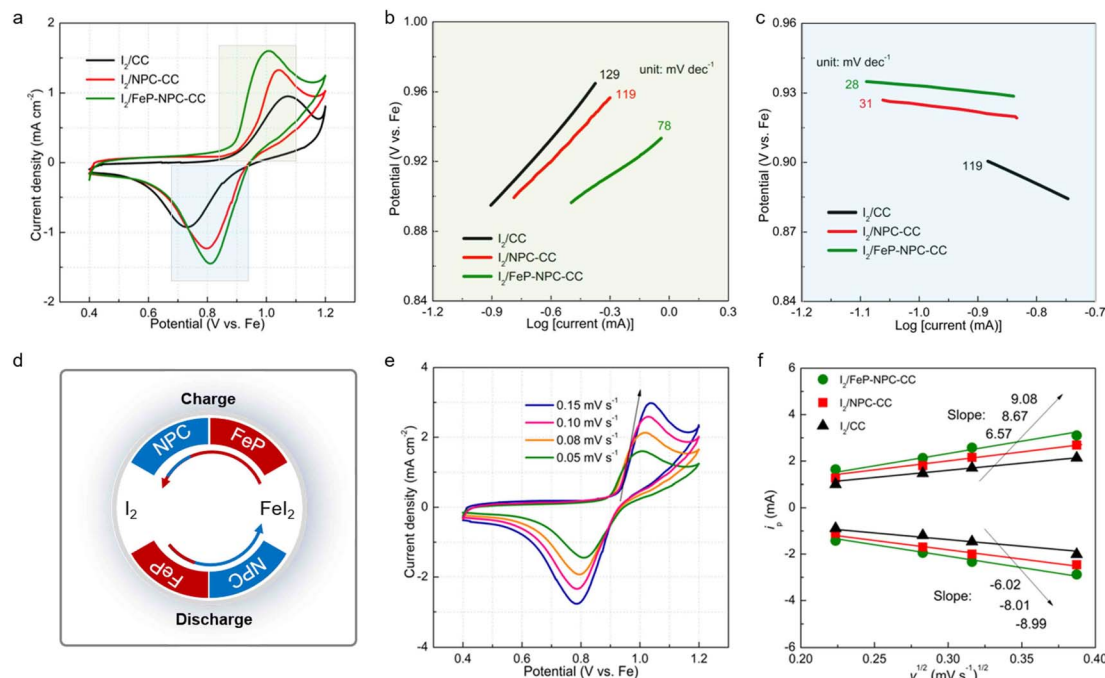 a
I₂/CC
I₂/NPC-CC
I₂/FeP-NPC-CC
Current density (mA cm⁻²)
2
1
0
1
-2
0.4 0.6 0.8 1.0 1.2
Potential (V vs. Fe)
b
unit: mV dec⁻¹
129
119
78
I₂/CC
I₂/NPC-CC
I₂/FeP-NPC-CC
Potential (V vs. Fe)
1.00
0.96
0.92
0.88
0.84
-1.2 -0.9 -0.6 -0.3 0.0 0.3
Log [current (mA)]
c
unit: mV dec⁻¹
28
31
119
I₂/CC
I₂/NPC-CC
I₂/FeP-NPC-CC
Potential (V vs. Fe)
0.96
0.93
0.90
0.87
0.84
-1.2 -1.1 -1.0 -0.9 -0.8 -0.7
Log [current (mA)]
d
Charge
NPC FeP
I₂ FeI₂
FeP NPC
Discharge
e
0.15 mV s⁻¹
0.10 mV s⁻¹
0.08 mV s⁻¹
0.05 mV s⁻¹
Current density (mA cm⁻²)
4
2
0
-2
-4
0.4 0.6 0.8 1.0 1.2
Potential (V vs. Fe)
f
I₂/FeP-NPC-CC
I₂/NPC-CC
I₂/CC
Slope:
9.08
8.67
6.57
Slope:
-6.02
-8.01
-8.99
iₚ (mA)
6
4
2
0
-2
-4
-6
0.20 0.25 0.30 0.35 0.40
v¹ᐟ² (mV s⁻¹)¹ᐟ²